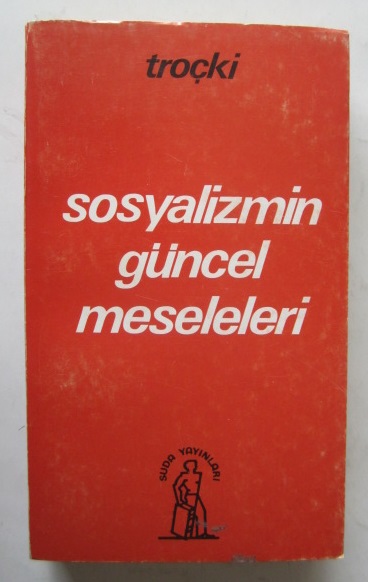 troçki
sosyalizmin
güncel
meseleleri
SUDA YAYINLARI